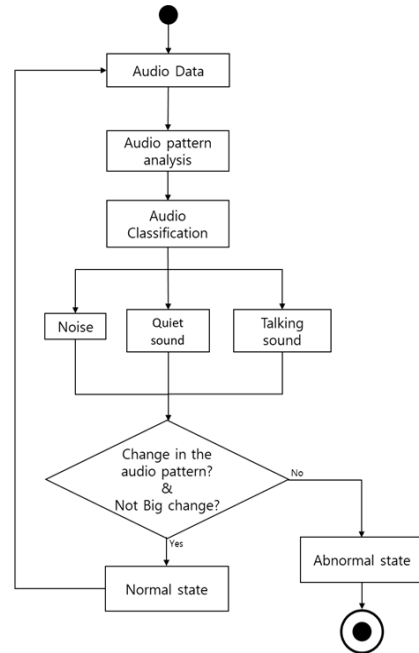 Audio Data
Audio pattern
analysis
Audio
Classification
Noise
Quiet
sound
Talking
sound
Change in the
audio pattern?
&
Not Big change?
No
Yes
Normal state
Abnormal state